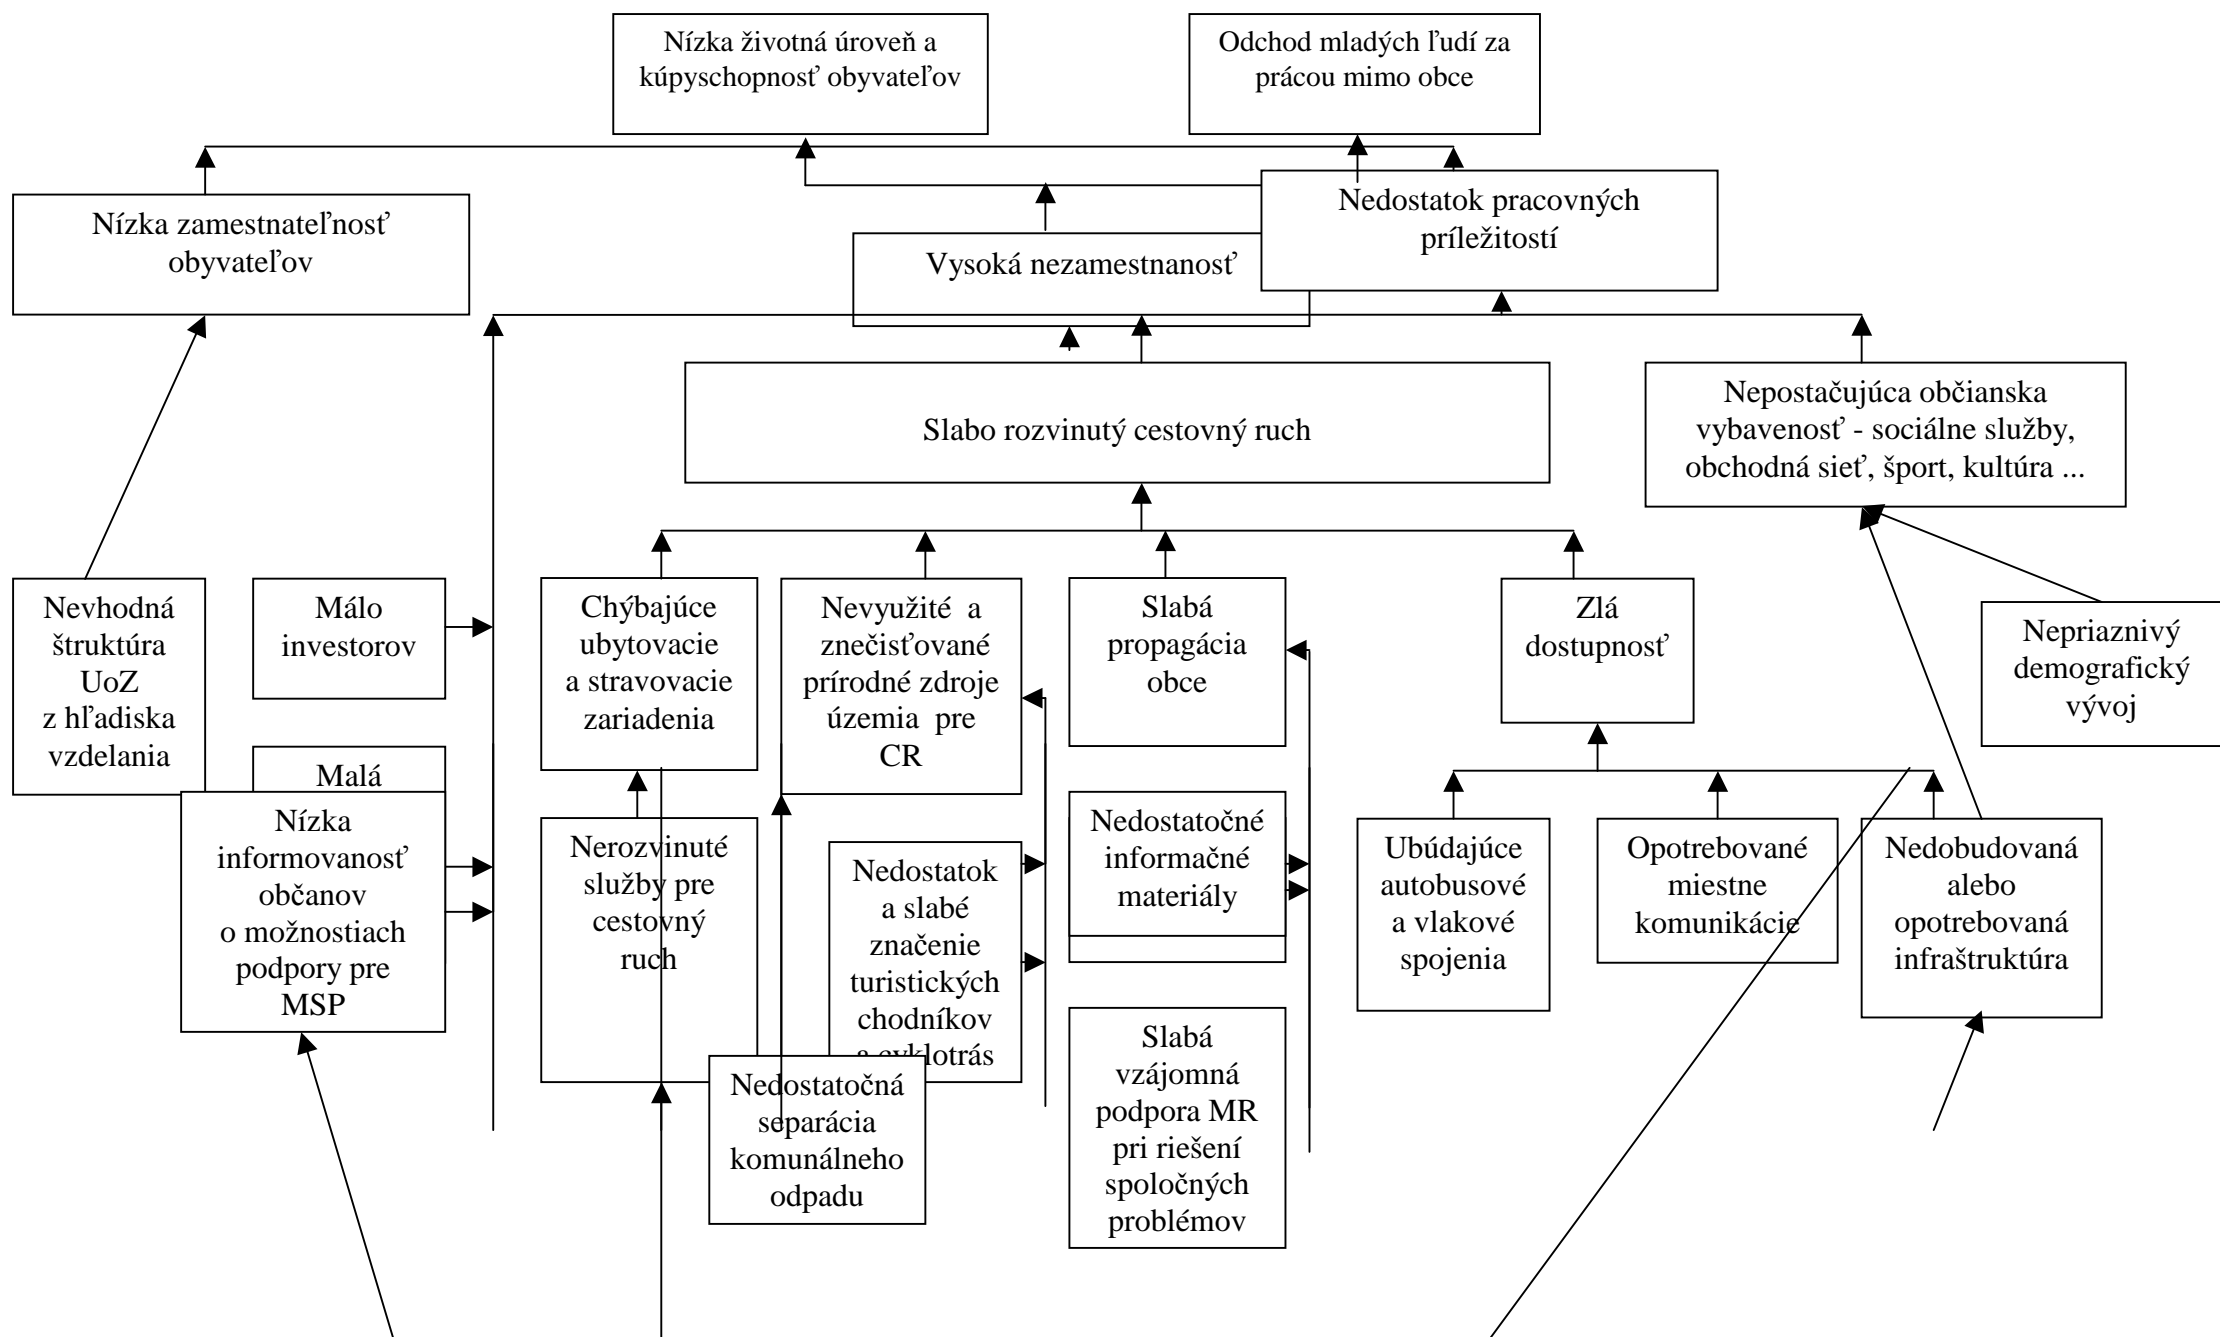 Nízka životná úroveň a
kúpyschopnosť obyvateľov
Odchod mladých ľudí za
prácou mimo obce
Nízka zamestnateľnosť
obyvateľov
Vysoká nezamestnanosť
Nedostatok pracovných
príležitostí
Slabo rozvinutý cestovný ruch
Nepostačujúca občianska
vybavenosť - sociálne služby,
obchodná sieť, šport, kultúra ...
Nevhodná
štruktúra
UoZ
z hľadiska
vzdelania
Málo
investorov
Chýbajúce
ubytovacie
a stravovacie
zariadenia
Nevyužité a
znečisťované
prírodné zdroje
územia pre
CR
Slabá
propagácia
obce
Zlá
dostupnosť
Nepriaznivý
demografický
vývoj
Malá
Nízka
informovanosť
občanov
o možnostiach
podpory pre
MSP
Nerozvinuté
služby pre
cestovný
ruch
Nedostatok
a slabé
značenie
turistických
chodníkov
a cyklotrás
Nedostatočná
separácia
komunálneho
odpadu
Nedostatočné
informačné
materiály
Slabá
vzájomná
podpora MR
pri riešení
spoločných
problémov
Ubúdajúce
autobusové
a vlakové
spojenia
Opotrebované
miestne
komunikácie
Nedobudovaná
alebo
opotrebovaná
infraštruktúra